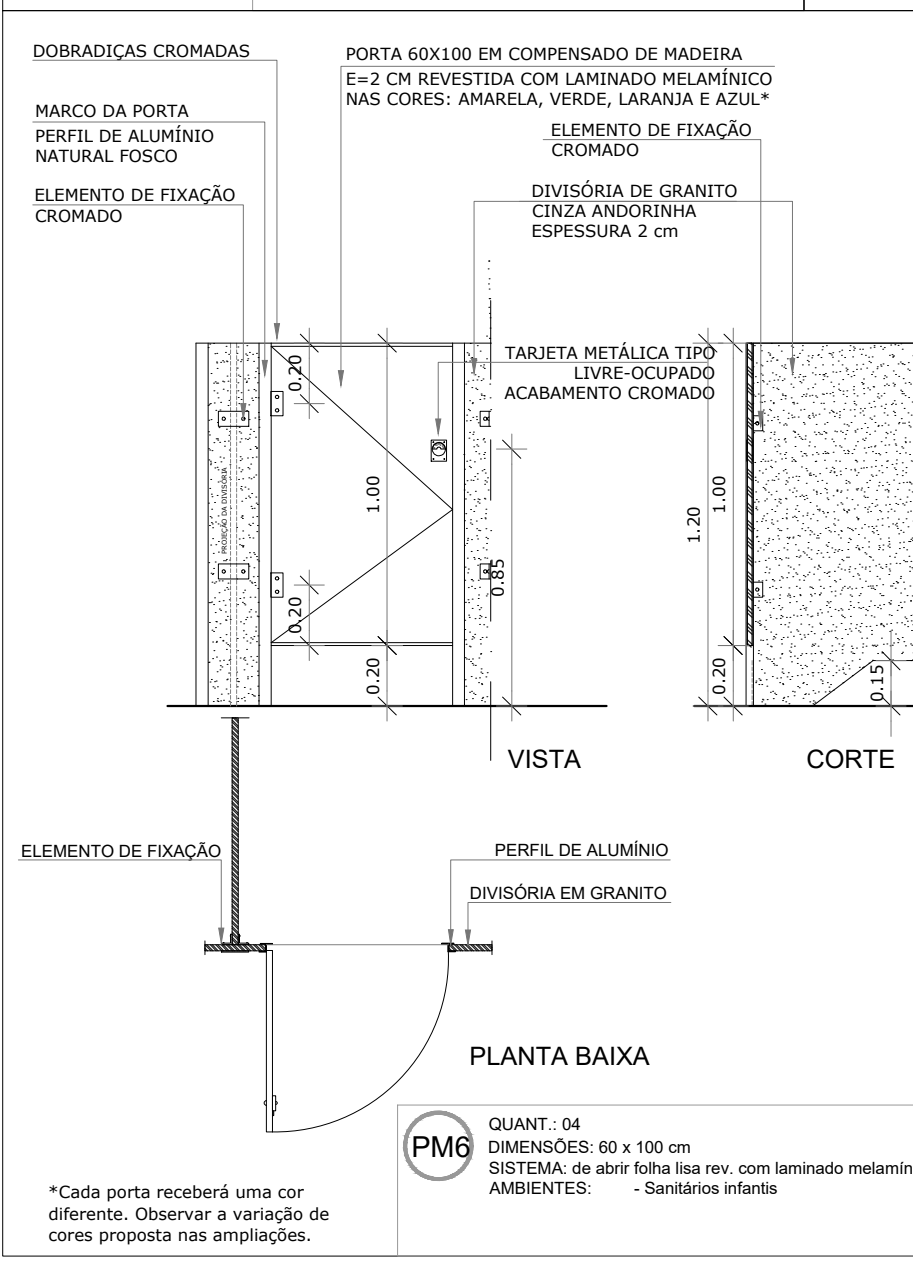 DOBRADIÇAS CROMADAS
PORTA 60X100 EM COMPENSADO DE MADEIRA
E=2 CM REVESTIDA COM LAMINADO MELAMÍNICO
NAS CORES: AMARELA, VERDE, LARANJA E AZUL*
MARCO DA PORTA
PERFIL DE ALUMÍNIO
NATURAL FOSCO
ELEMENTO DE FIXAÇÃO
CROMADO
ELEMENTO DE FIXAÇÃO
CROMADO
DIVISÓRIA DE GRANITO
CINZA ANDORINHA
ESPESSURA 2 cm
TARJETA METÁLICA TIPO
LIVRE-OCUPADO
ACABAMENTO CROMADO
0.20
1.00
0.20
0.20
0.85
PROJEÇÃO DA DIVISÓRIA
1.20
1.00
0.20
0.15
VISTA
CORTE
ELEMENTO DE FIXAÇÃO
PERFIL DE ALUMÍNIO
DIVISÓRIA EM GRANITO
PLANTA BAIXA
PM6
QUANT.: 04
DIMENSÕES: 60 x 100 cm
SISTEMA: de abrir folha lisa rev. com laminado melamín
AMBIENTES: - Sanitários infantis
*Cada porta receberá uma cor
diferente. Observar a variação de
cores proposta nas ampliações.